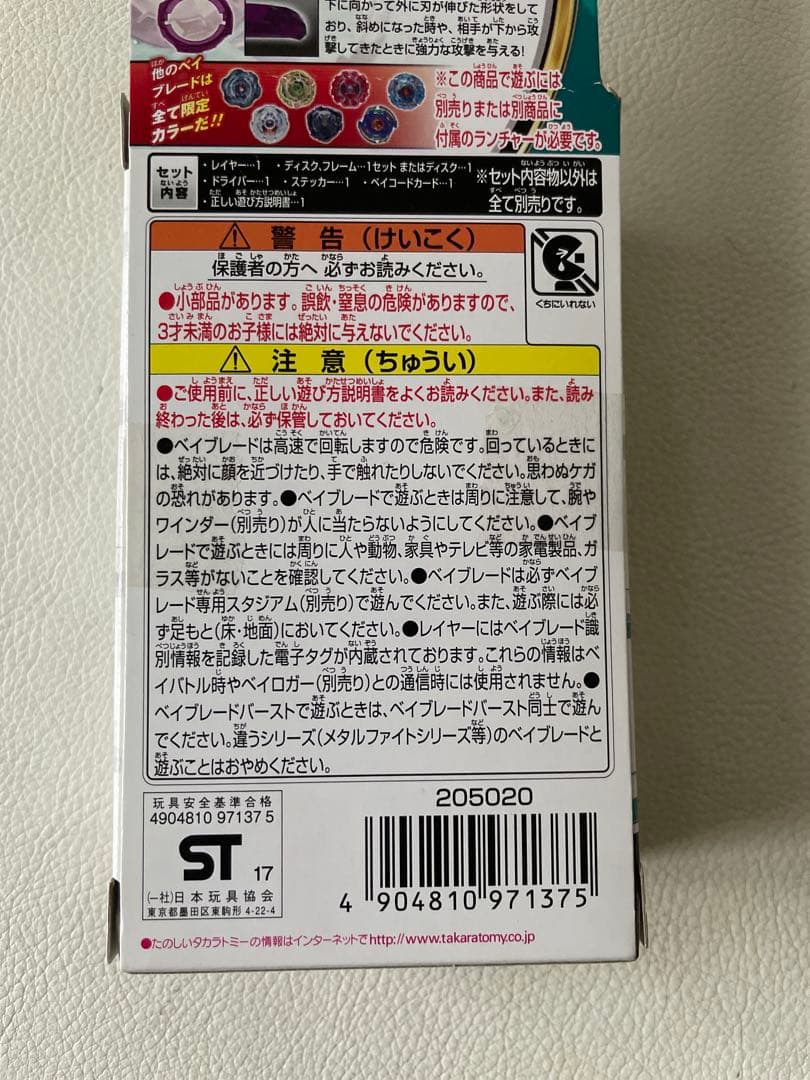 下に向かって外に刃が伸びた形状をして
おり、斜めになった時や、相手が下から攻
撃してきたときに強力な攻撃を与える!
他のベイ
ブレードは
全て限定
カラーだ!!
※この商品で遊ぶには
別売りまたは別商品に
付属のランチャーが必要です。
セット
内容
・レイヤー…1 ・ディスク、フレーム…1セット またはディスク…1
・ドライバー…1 ・ステッカー…1 ・ベイコードカード…1
・正しい遊び方説明書…1
※セット内容物以外は
全て別売りです。
警 告 (けいこく)
保護者の方へ 必ずお読みください。
●小部品があります。誤飲・窒息の危険がありますので、
3才未満のお子様には絶対に与えないでください。
くちにいれない
注 意 (ちゅうい)
●ご使用前に、正しい遊び方説明書をよくお読みください。また、読み
終わった後は、必ず保管しておいてください。
●ベイブレードは高速で回転しますので危険です。回っているときに
は、絶対に顔を近づけたり、手で触れたりしないでください。思わぬケガ
の恐れがあります。●ベイブレードで遊ぶときは周りに注意して、腕や
ワインダー(別売り)が人に当たらないようにしてください。●ベイブ
レードで遊ぶときには周りに人や動物、家具やテレビ等の家電製品、ガ
ラス等がないことを確認してください。●ベイブレードは必ずベイブ
レード専用スタジアム(別売り)で遊んでください。また、遊ぶ際には必
ず足もと(床・地面)においてください。●レイヤーにはベイブレード識
別情報を記録した電子タグが内蔵されております。これらの情報はベ
イバトル時やベイロガー(別売り)との通信時には使用されません。●
ベイブレードバーストで遊ぶときは、ベイブレードバースト同士で遊ん
でください。違うシリーズ(メタルファイトシリーズ等)のベイブレードと
遊ぶことはおやめください。
玩具安全基準合格
4904810 97137 5
ST 17
(一社)日本玩具協会
東京都墨田区東駒形 4-22-4
205020
4 904810 971375
●たのしいタカラトミーの情報はインターネットでhttp://www.takaratomy.co.jp